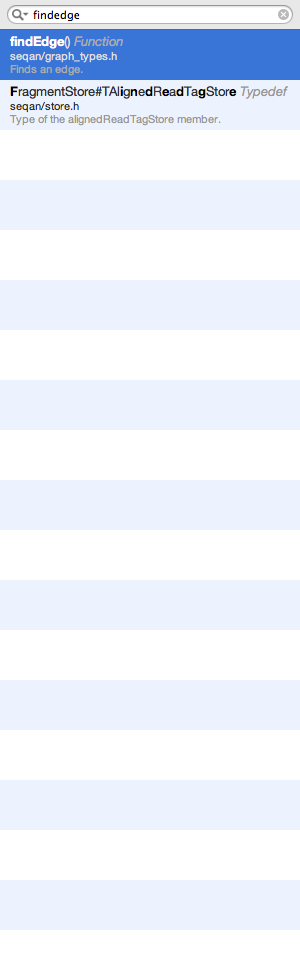 findedge
findEdge() Function
seqan/graph_types.h
Finds an edge.
FragmentStore#TAlignedReadTagStore Typedef
seqan/store.h
Type of the alignedReadTagStore member.